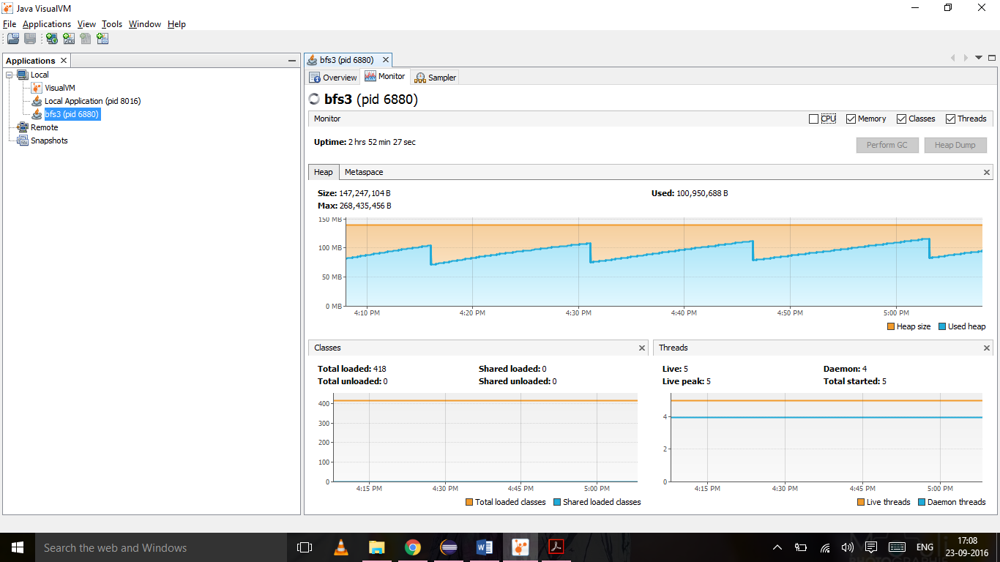 Java VisualVM
File Applications View Tools Window Help
Applications
Local
VisualVM
Local Application (pid 8016)
bfs3 (pid 6880)
Remote
Snapshots
bfs3 (pid 6880)
Overview Monitor Sampler
bfs3 (pid 6880)
Monitor CPU Memory Classes Threads
Uptime: 2 hrs 52 min 27 sec
Perform GC Heap Dump
Heap Metaspace
Size: 147,247,104 B Used: 100,950,688 B
Max: 268,435,456 B
150 MB
100 MB
50 MB
0 MB
4:10 PM 4:20 PM 4:30 PM 4:40 PM 4:50 PM 5:00 PM
Heap size Used heap
Classes
Total loaded: 418 Shared loaded: 0
Total unloaded: 0 Shared unloaded: 0
400
300
200
100
0
4:15 PM 4:30 PM 4:45 PM 5:00 PM
Total loaded classes Shared loaded classes
Threads
Live: 5 Daemon: 4
Live peak: 5 Total started: 5
4
2
0
4:15 PM 4:30 PM 4:45 PM 5:00 PM
Live threads Daemon threads
Search the web and Windows
ENG
17:08
23-09-2016